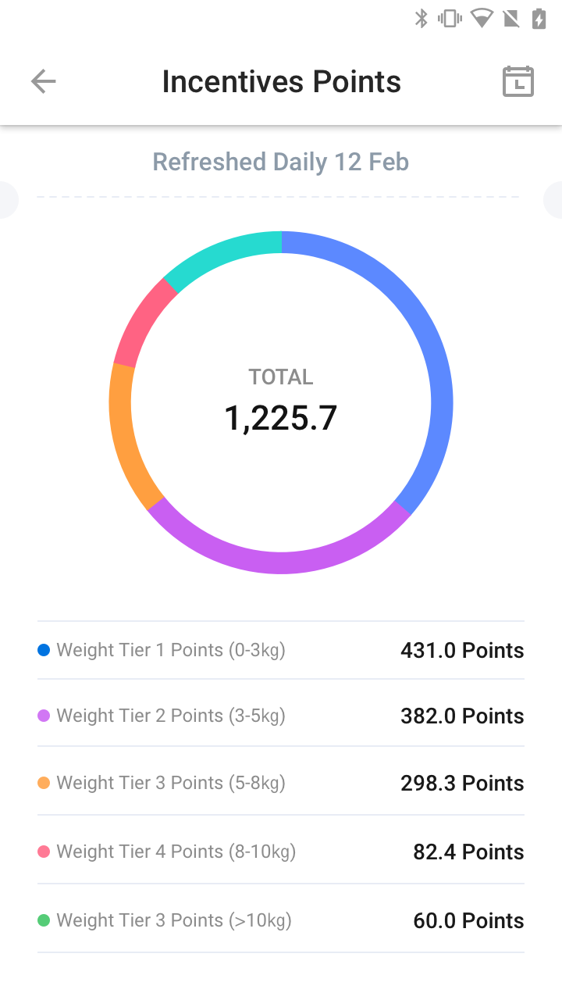 Incentives Points
Refreshed Daily 12 Feb
TOTAL
1,225.7
Weight Tier 1 Points (0-3kg) 431.0 Points
Weight Tier 2 Points (3-5kg) 382.0 Points
Weight Tier 3 Points (5-8kg) 298.3 Points
Weight Tier 4 Points (8-10kg) 82.4 Points
Weight Tier 3 Points (>10kg) 60.0 Points